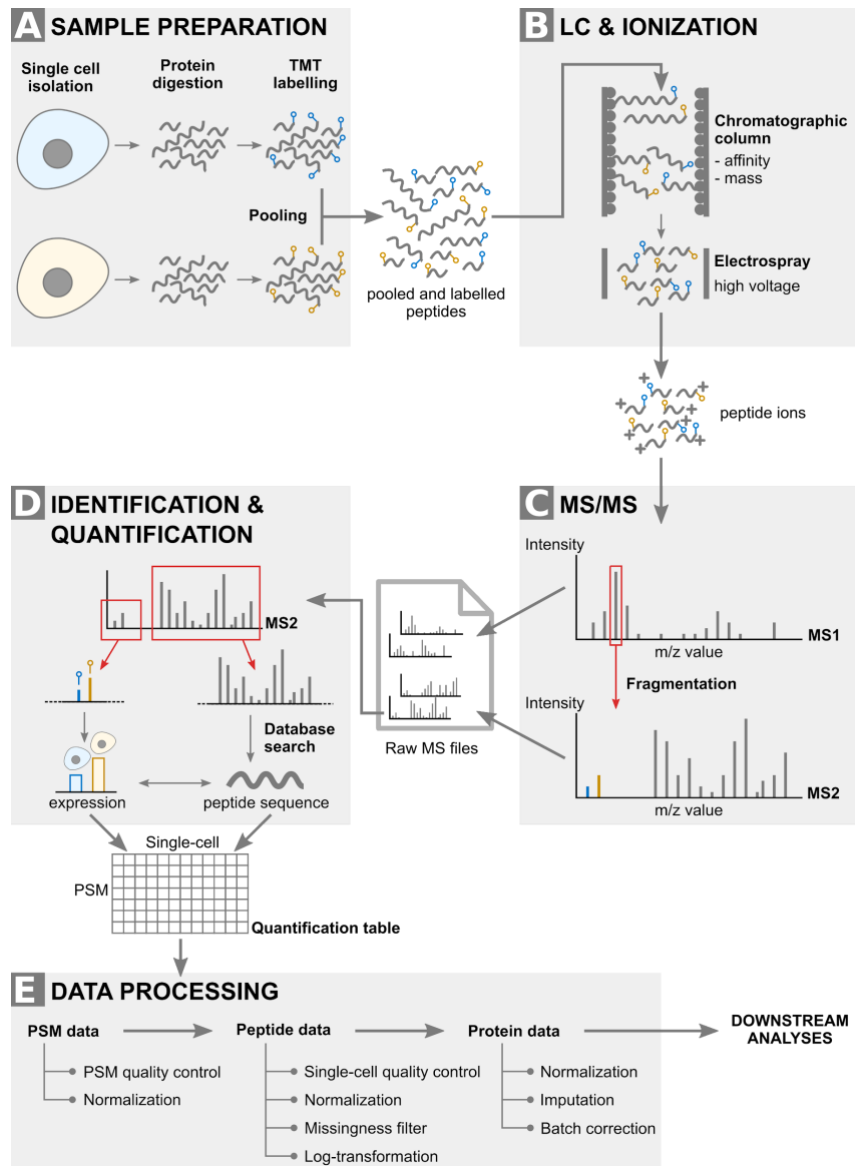 A SAMPLE PREPARATION
Single cell
isolation
Protein
digestion
TMT
labelling
Pooling
pooled and labelled
peptides
B LC & IONIZATION
Chromatographic
column
- affinity
- mass
Electrospray
high voltage
peptide ions
C MS/MS
Intensity
MS1
m/z value
Fragmentation
Intensity
MS2
m/z value
Raw MS files
D IDENTIFICATION &
QUANTIFICATION
MS2
Database
search
expression
peptide sequence
Single-cell
PSM
Quantification table
E DATA PROCESSING
PSM data
PSM quality control
Normalization
Peptide data
Single-cell quality control
Normalization
Missingness filter
Log-transformation
Protein data
Normalization
Imputation
Batch correction
DOWNSTREAM
ANALYSES